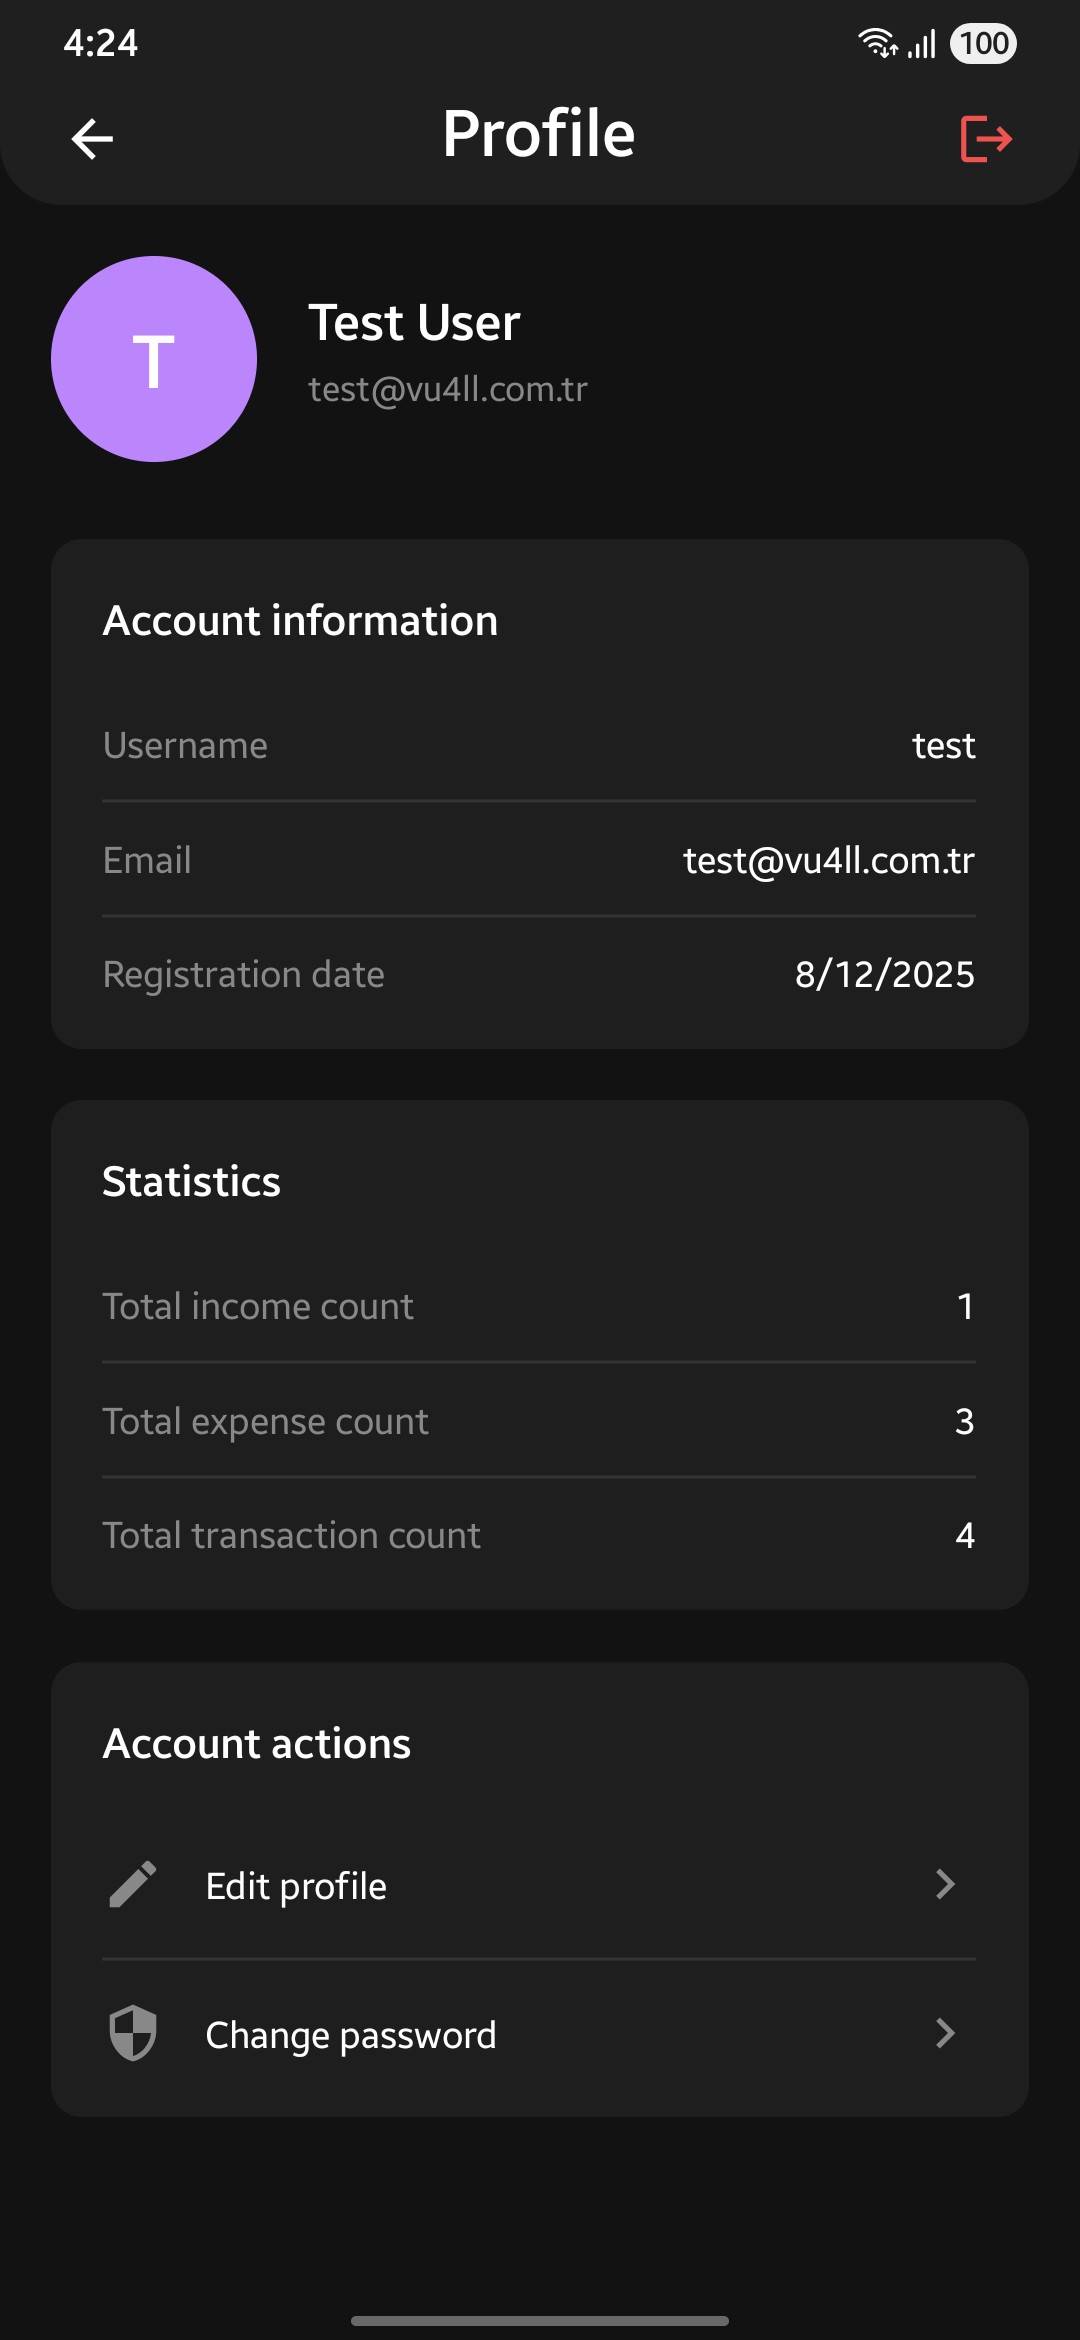 4:24
100
Profile
T
Test User
test@vu4ll.com.tr
Account information
Username test
Email test@vu4ll.com.tr
Registration date 8/12/2025
Statistics
Total income count 1
Total expense count 3
Total transaction count 4
Account actions
Edit profile
Change password